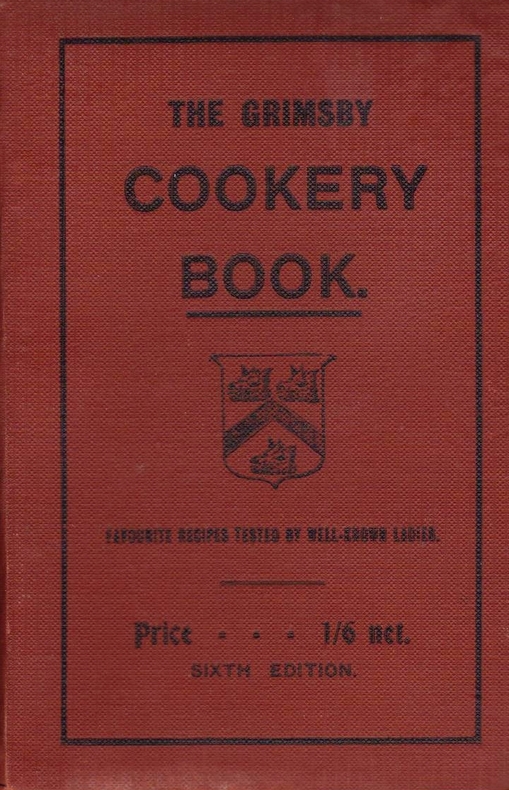 THE GRIMSBY
COOKERY
BOOK.
FAVOURITE RECIPES TESTED BY WELL-KNOWN LADIES.
Price - - - 1/6 net.
SIXTH EDITION.